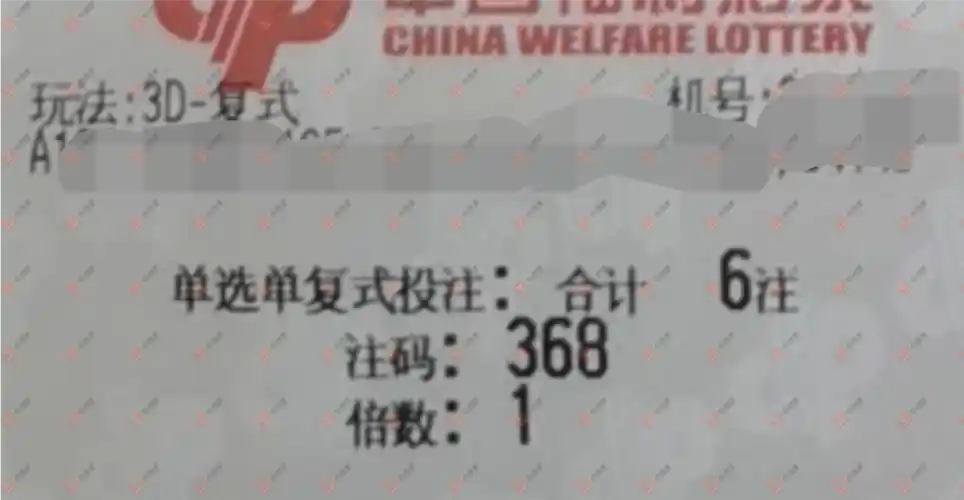 CHINA WELFARE LOTTERY
玩法:3D-复式
机号:
单选单复式投注: 合计 6注
注码: 368
倍数: 1